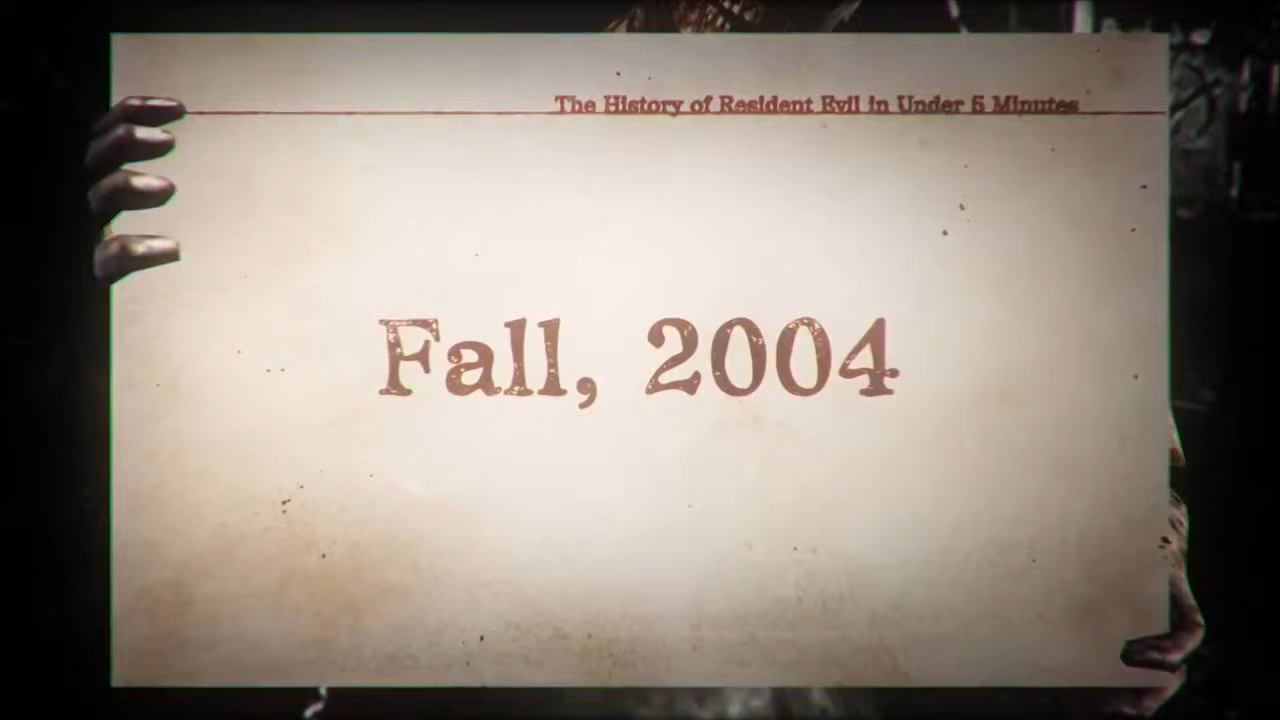 The History of Resident Evil in Under 5 Minutes
Fall, 2004